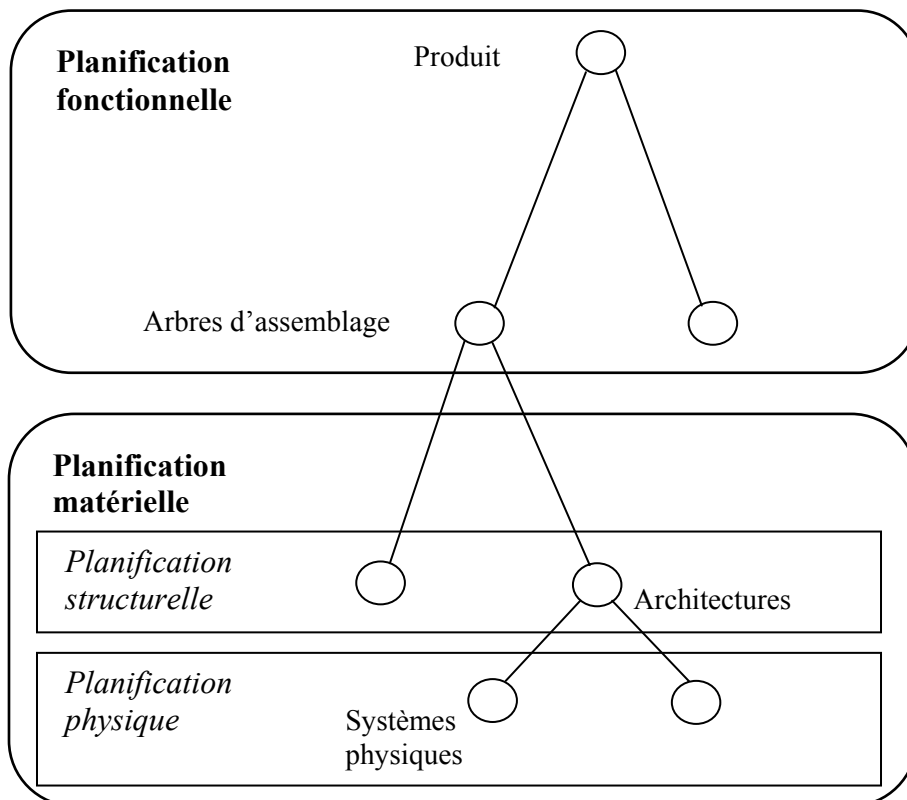 Planification
fonctionnelle
Produit
Arbres d’assemblage
Planification
matérielle
Planification
structurelle
Architectures
Planification
physique
Systèmes
physiques